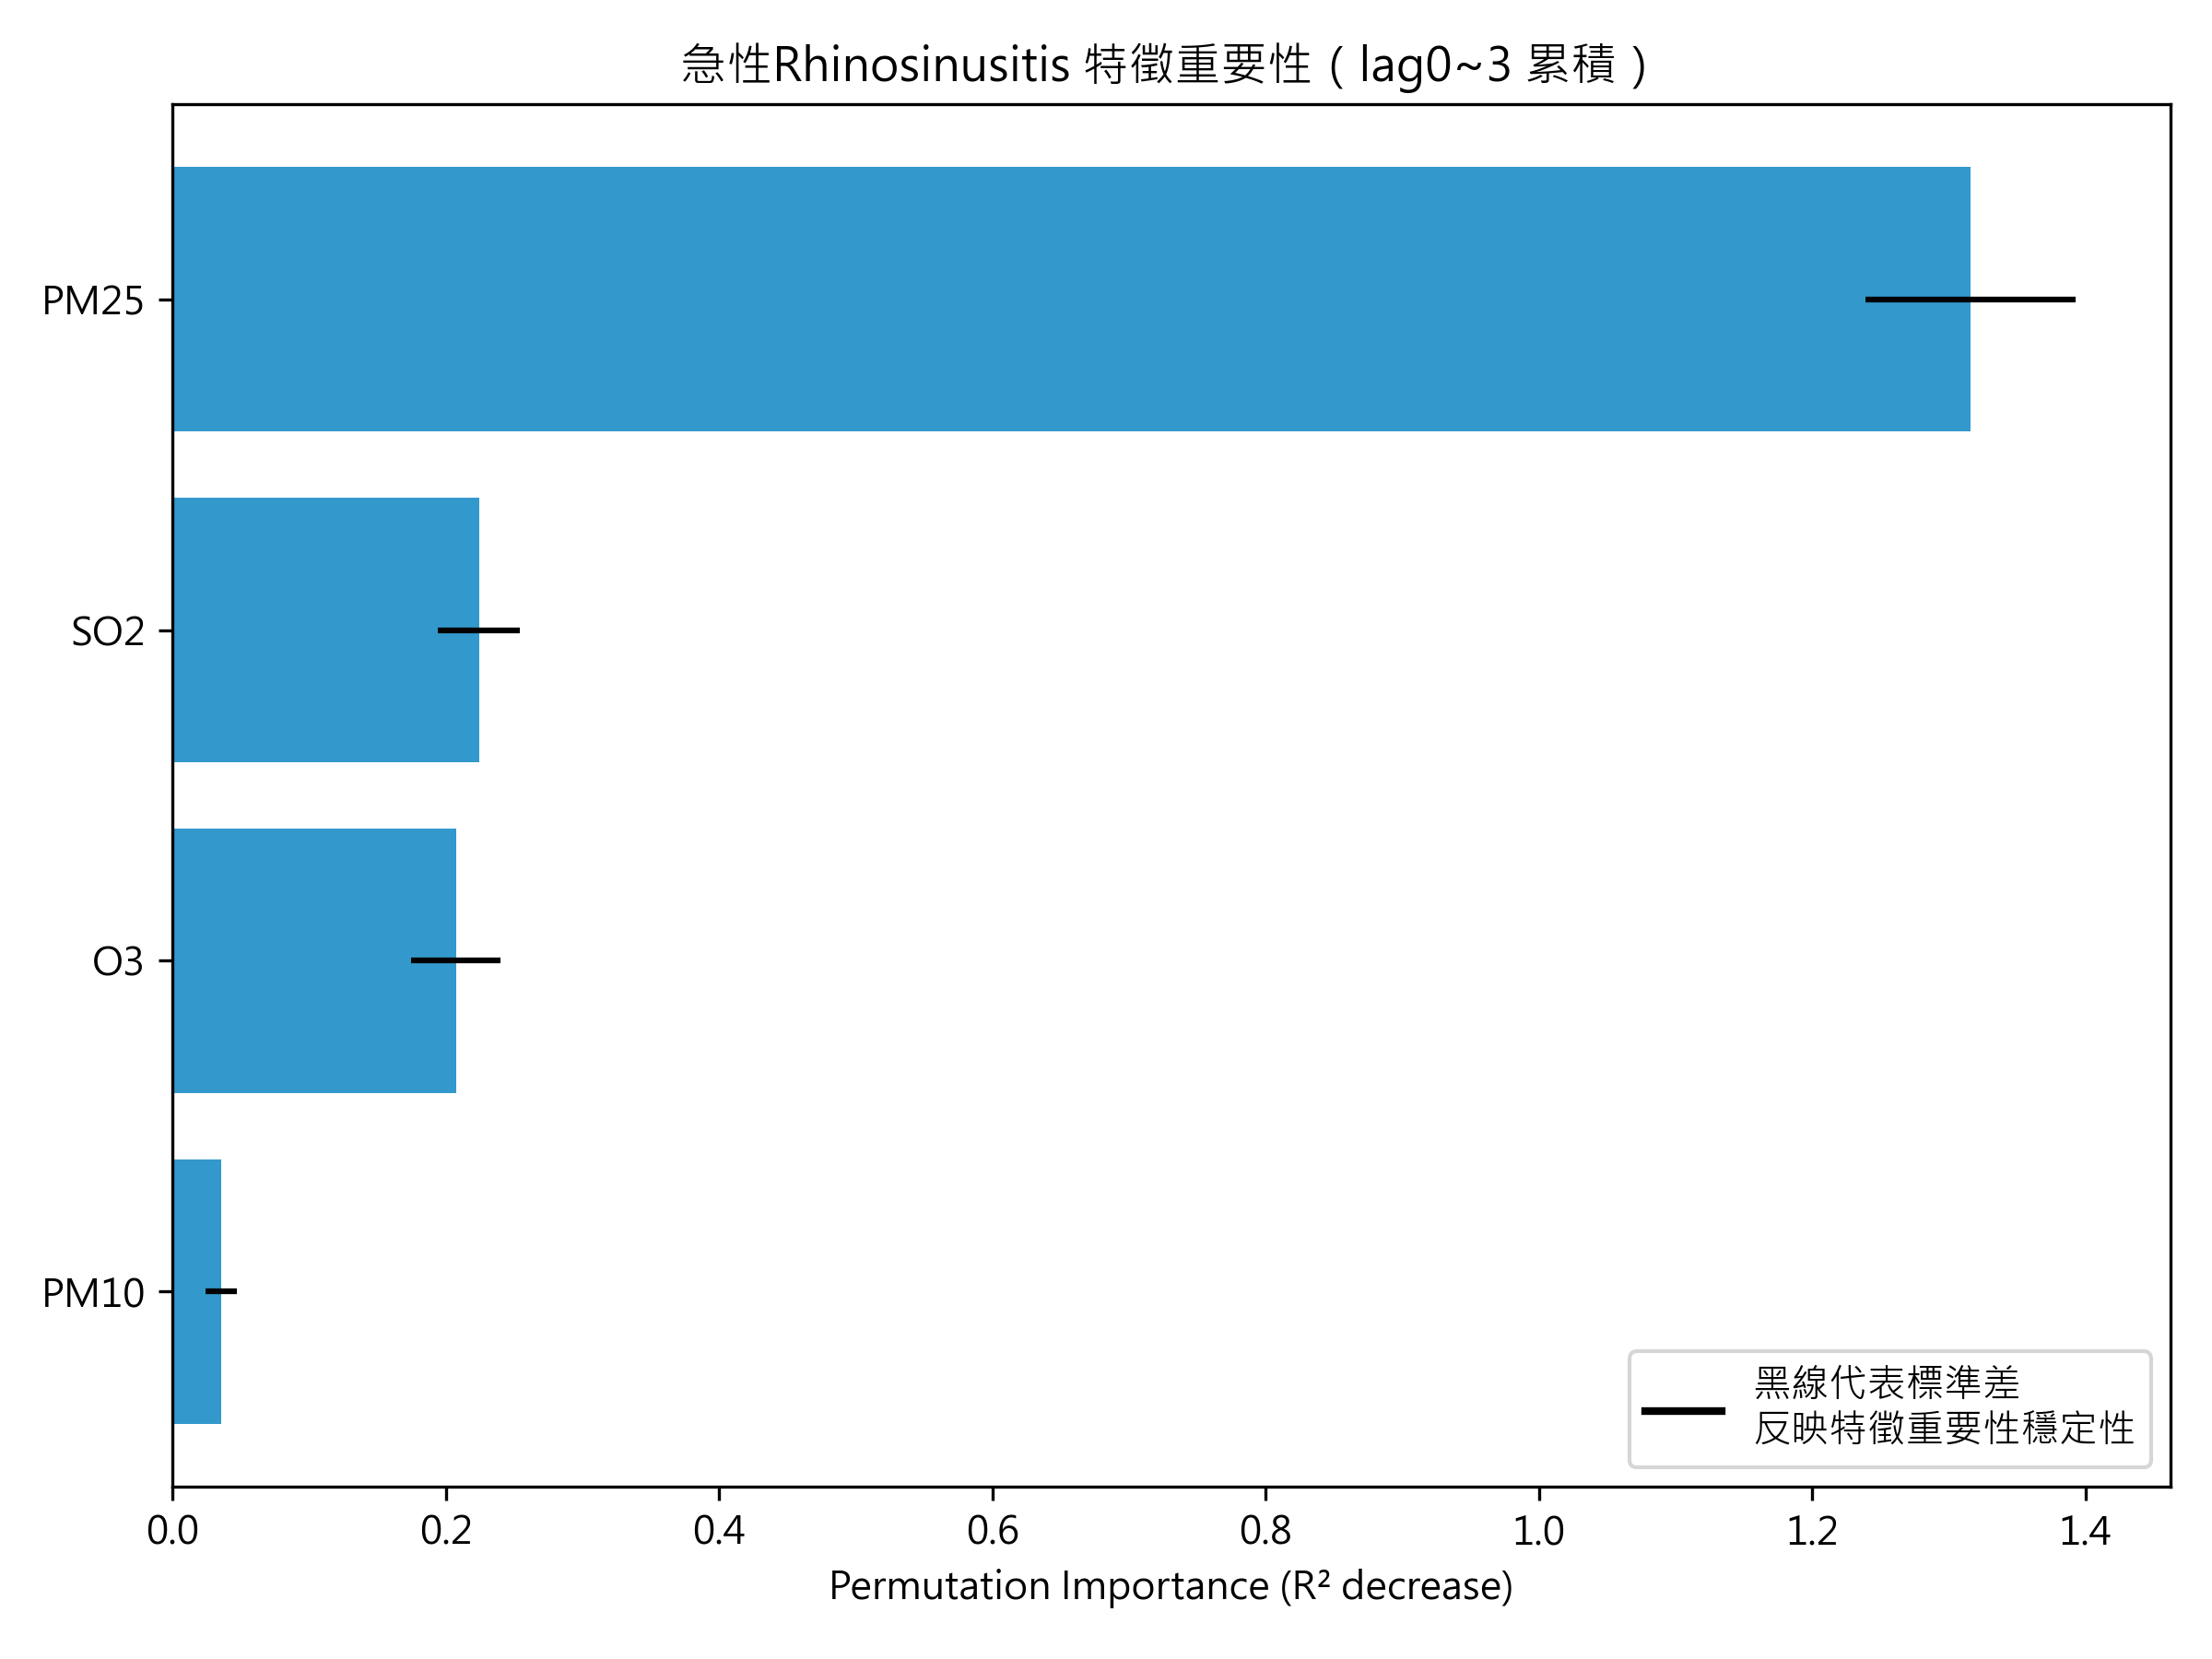 急性Rhinosinusitis 特徵重要性（lag0~3 累積）
PM25
SO2
O3
PM10
黑線代表標準差
反映特徵重要性穩定性
0.0 0.2 0.4 0.6 0.8 1.0 1.2 1.4
Permutation Importance (R² decrease)